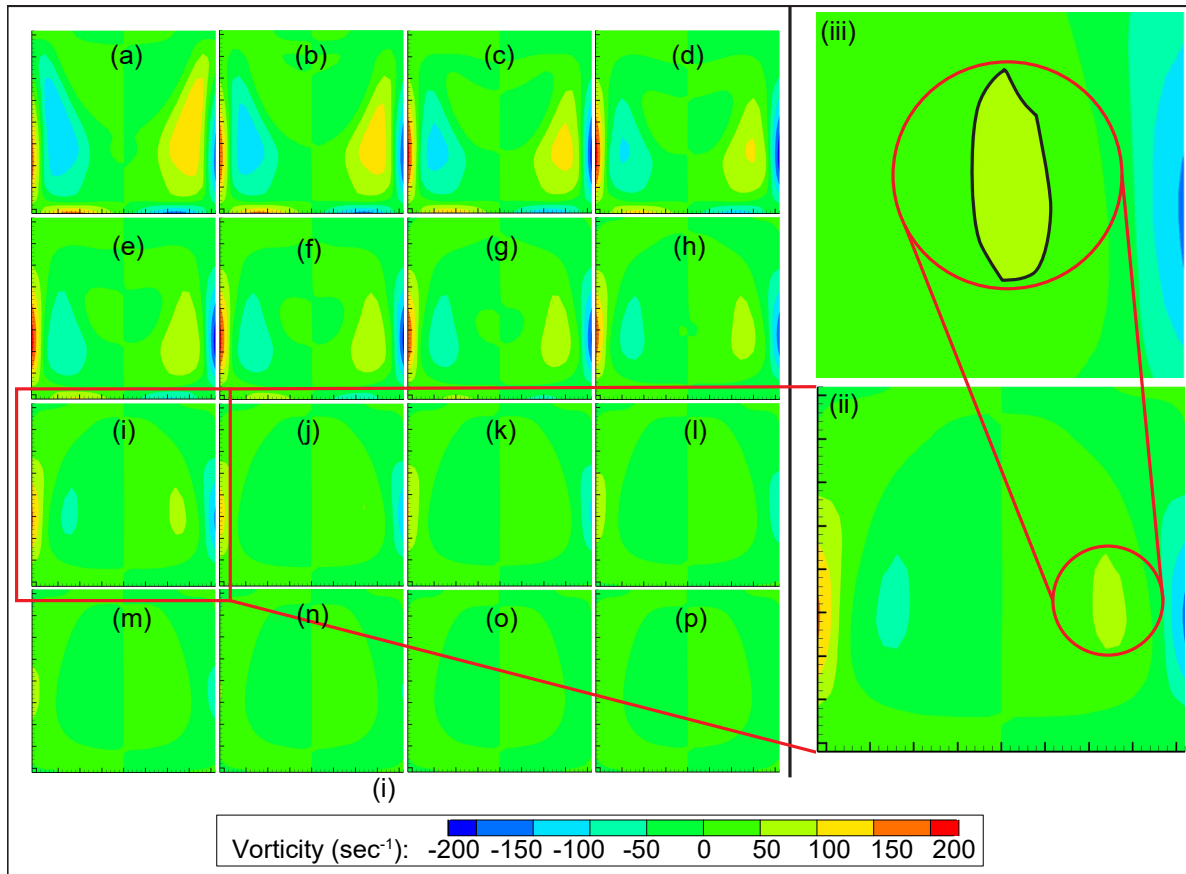 (a) (b) (c) (d)
(e) (f) (g) (h)
(i) (j) (k) (l)
(m) (n) (o) (p)
(i)
(iii)
(ii)
Vorticity (sec⁻¹): -200 -150 -100 -50 0 50 100 150 200